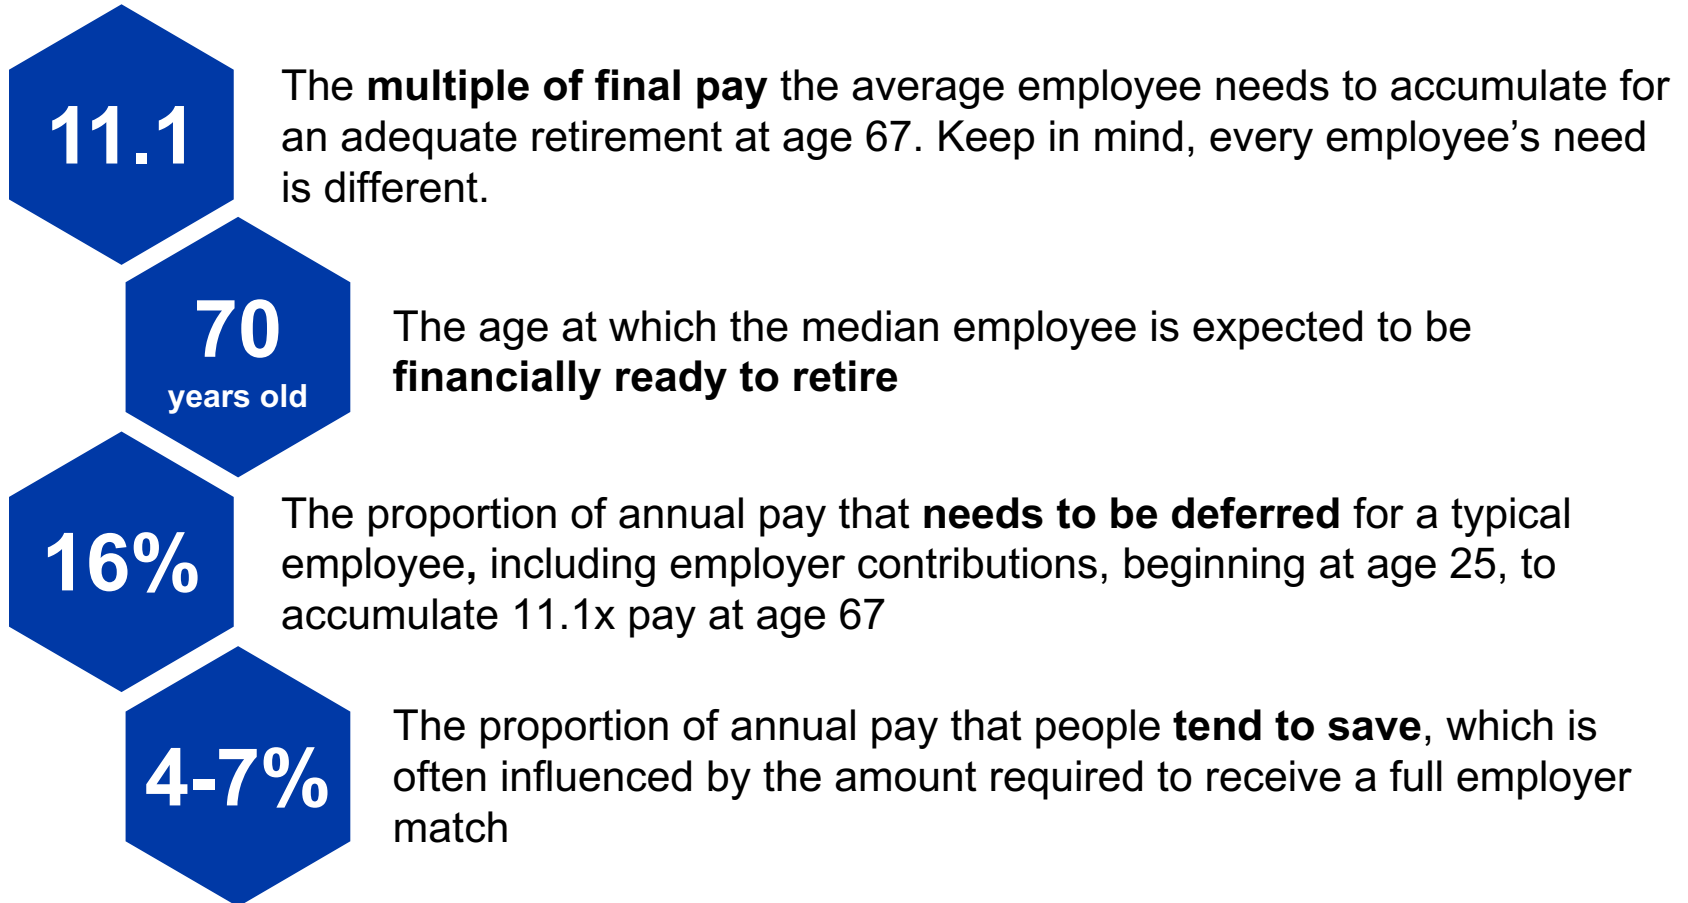 11.1
The multiple of final pay the average employee needs to accumulate for
an adequate retirement at age 67. Keep in mind, every employee’s need
is different.
70
years old
The age at which the median employee is expected to be
financially ready to retire
16%
The proportion of annual pay that needs to be deferred for a typical
employee, including employer contributions, beginning at age 25, to
accumulate 11.1x pay at age 67
4-7%
The proportion of annual pay that people tend to save, which is
often influenced by the amount required to receive a full employer
match